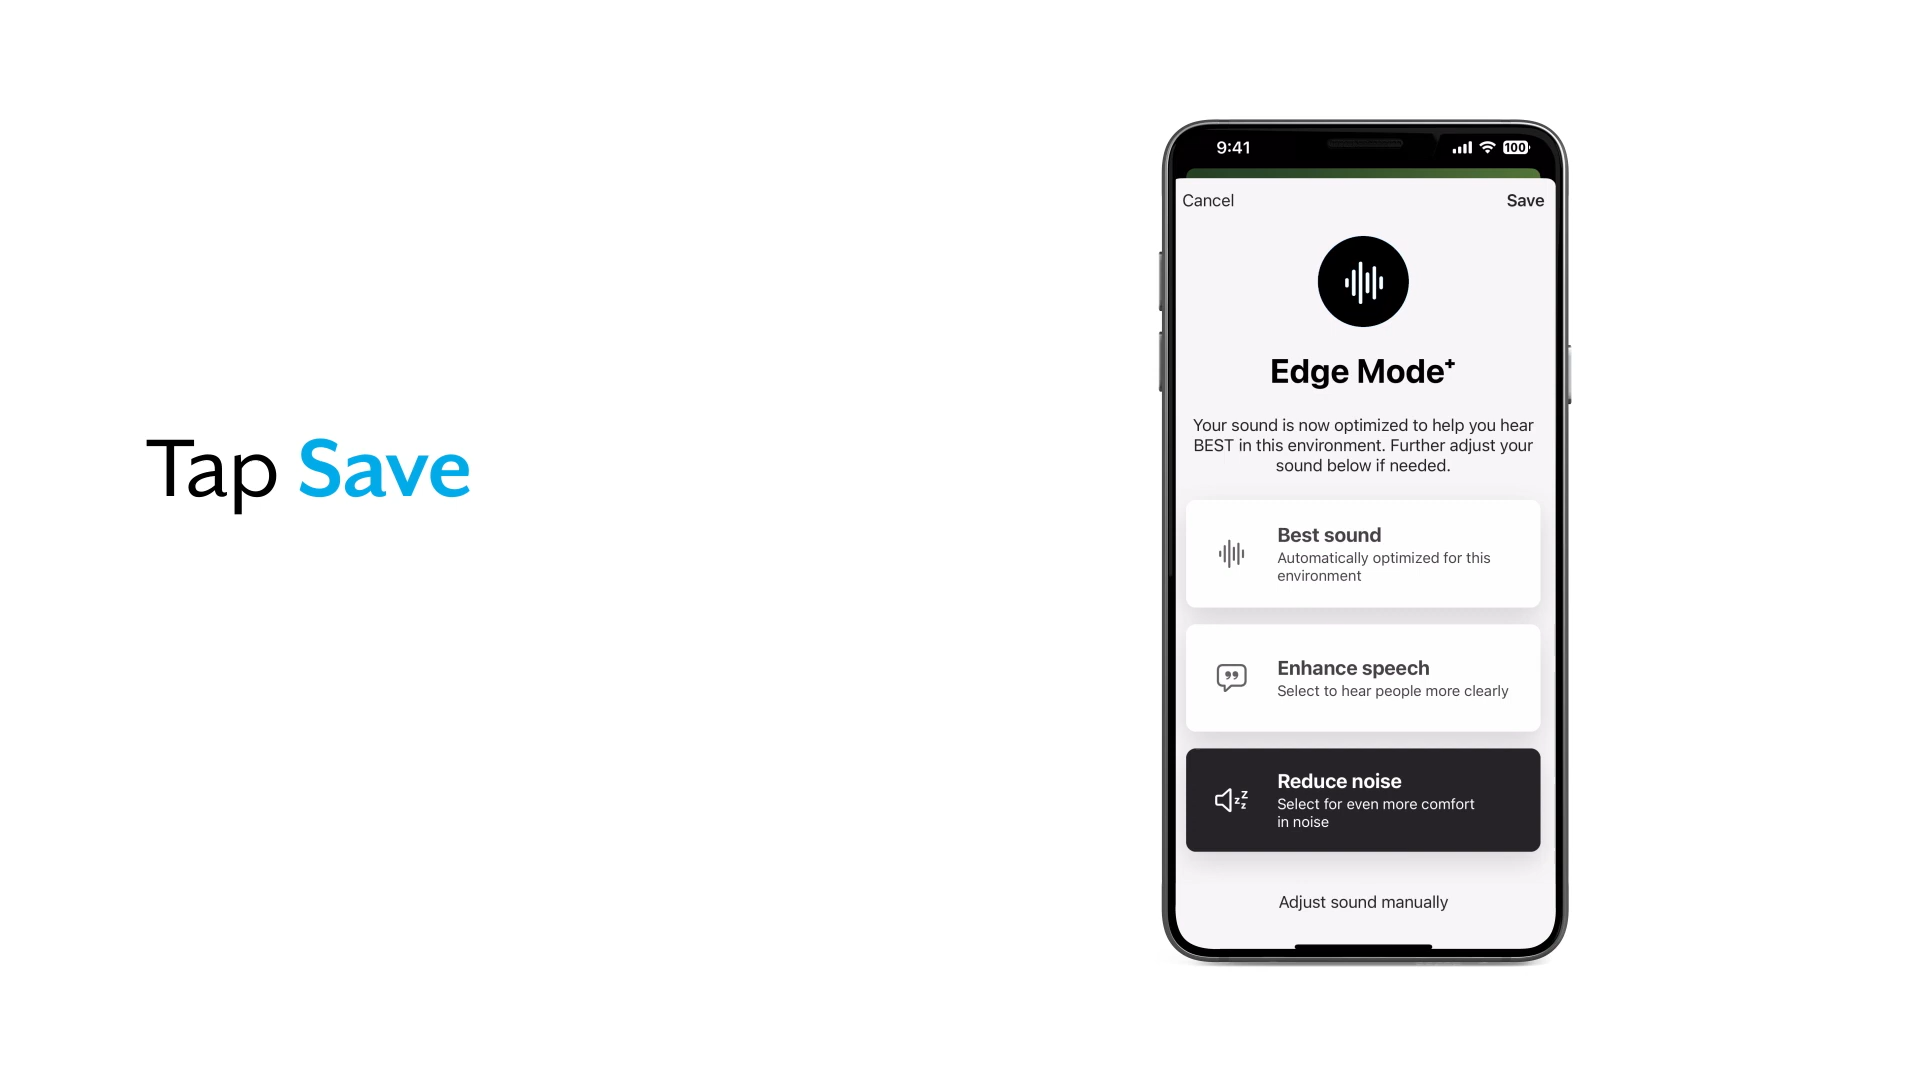 Tap Save
9:41
100
Cancel
Save
Edge Mode⁺
Your sound is now optimized to help you hear
BEST in this environment. Further adjust your
sound below if needed.
Best sound
Automatically optimized for this
environment
Enhance speech
Select to hear people more clearly
Reduce noise
Select for even more comfort
in noise
Adjust sound manually